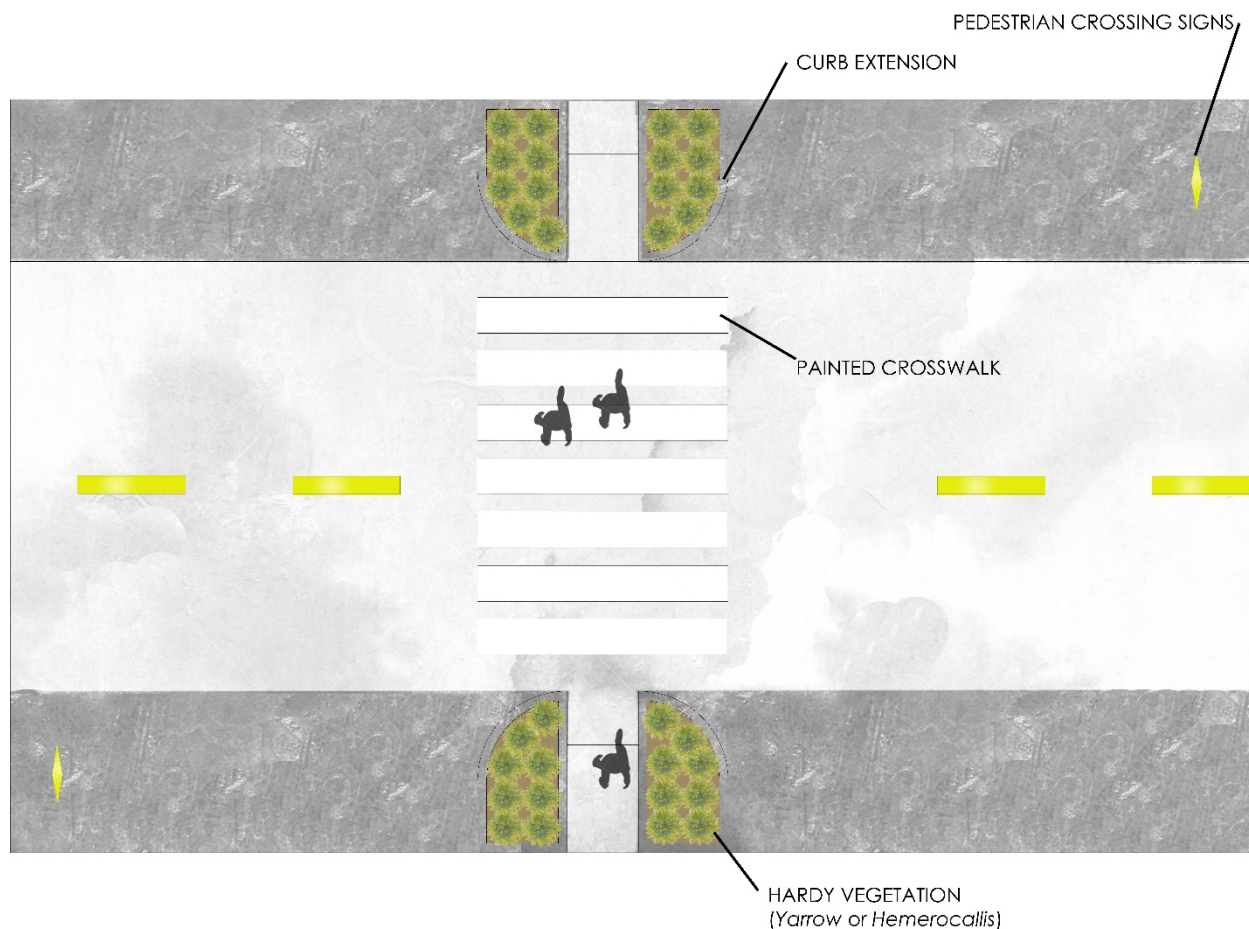 PEDESTRIAN CROSSING SIGNS
CURB EXTENSION
PAINTED CROSSWALK
HARDY VEGETATION
(Yarrow or Hemerocallis)